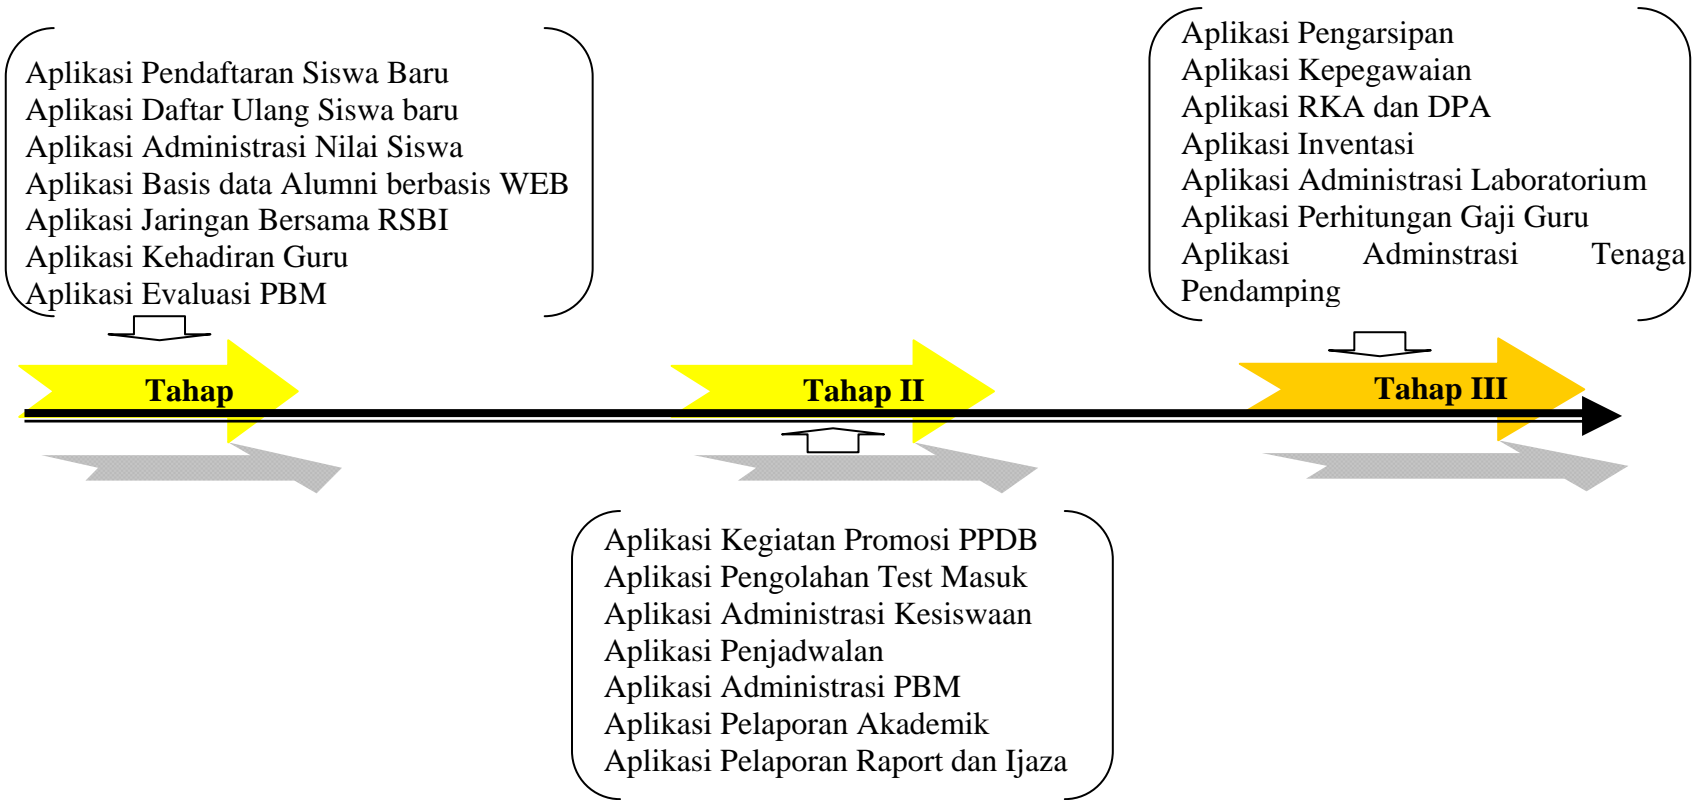 Aplikasi Pendaftaran Siswa Baru
Aplikasi Daftar Ulang Siswa baru
Aplikasi Administrasi Nilai Siswa
Aplikasi Basis data Alumni berbasis WEB
Aplikasi Jaringan Bersama RSBI
Aplikasi Kehadiran Guru
Aplikasi Evaluasi PBM
Aplikasi Pengarsipan
Aplikasi Kepegawaian
Aplikasi RKA dan DPA
Aplikasi Inventasi
Aplikasi Administrasi Laboratorium
Aplikasi Perhitungan Gaji Guru
Aplikasi Adminstrasi Tenaga
Pendamping
Tahap
Tahap II
Tahap III
Aplikasi Kegiatan Promosi PPDB
Aplikasi Pengolahan Test Masuk
Aplikasi Administrasi Kesiswaan
Aplikasi Penjadwalan
Aplikasi Administrasi PBM
Aplikasi Pelaporan Akademik
Aplikasi Pelaporan Raport dan Ijaza